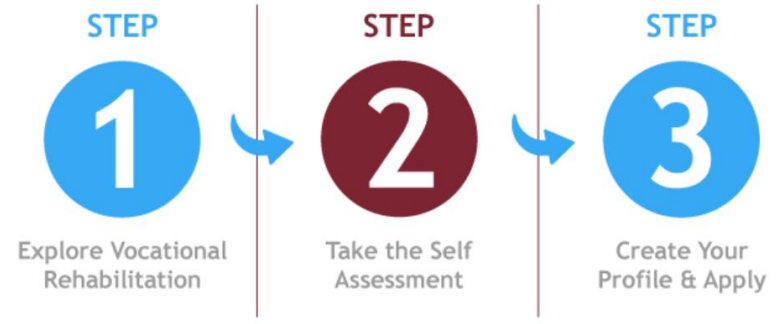 STEP
1
Explore Vocational
Rehabilitation
STEP
2
Take the Self
Assessment
STEP
3
Create Your
Profile & Apply